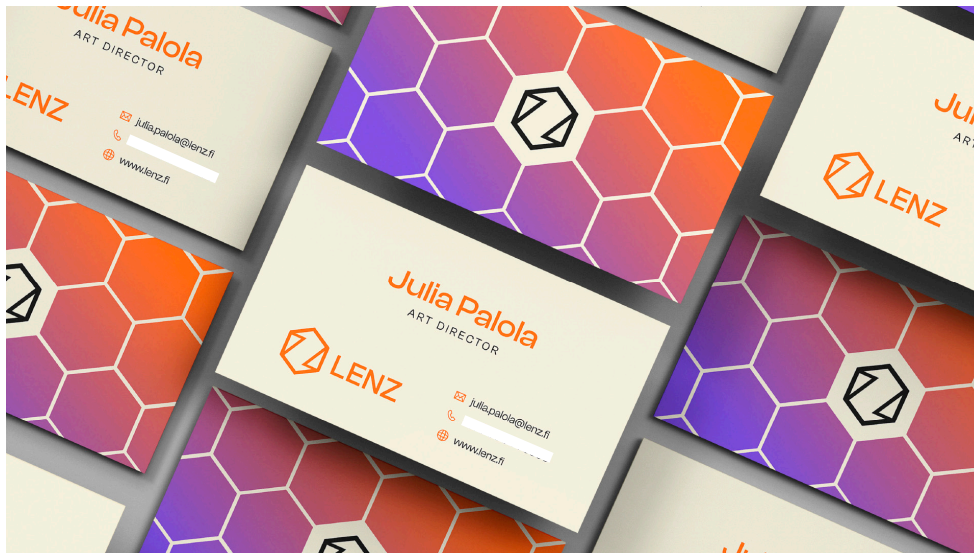 Julia Palola
ART DIRECTOR
LENZ
julia.palola@lenz.fi
www.lenz.fi
Julia Palola
ART DIRECTOR
LENZ
julia.palola@lenz.fi
www.lenz.fi
LENZ